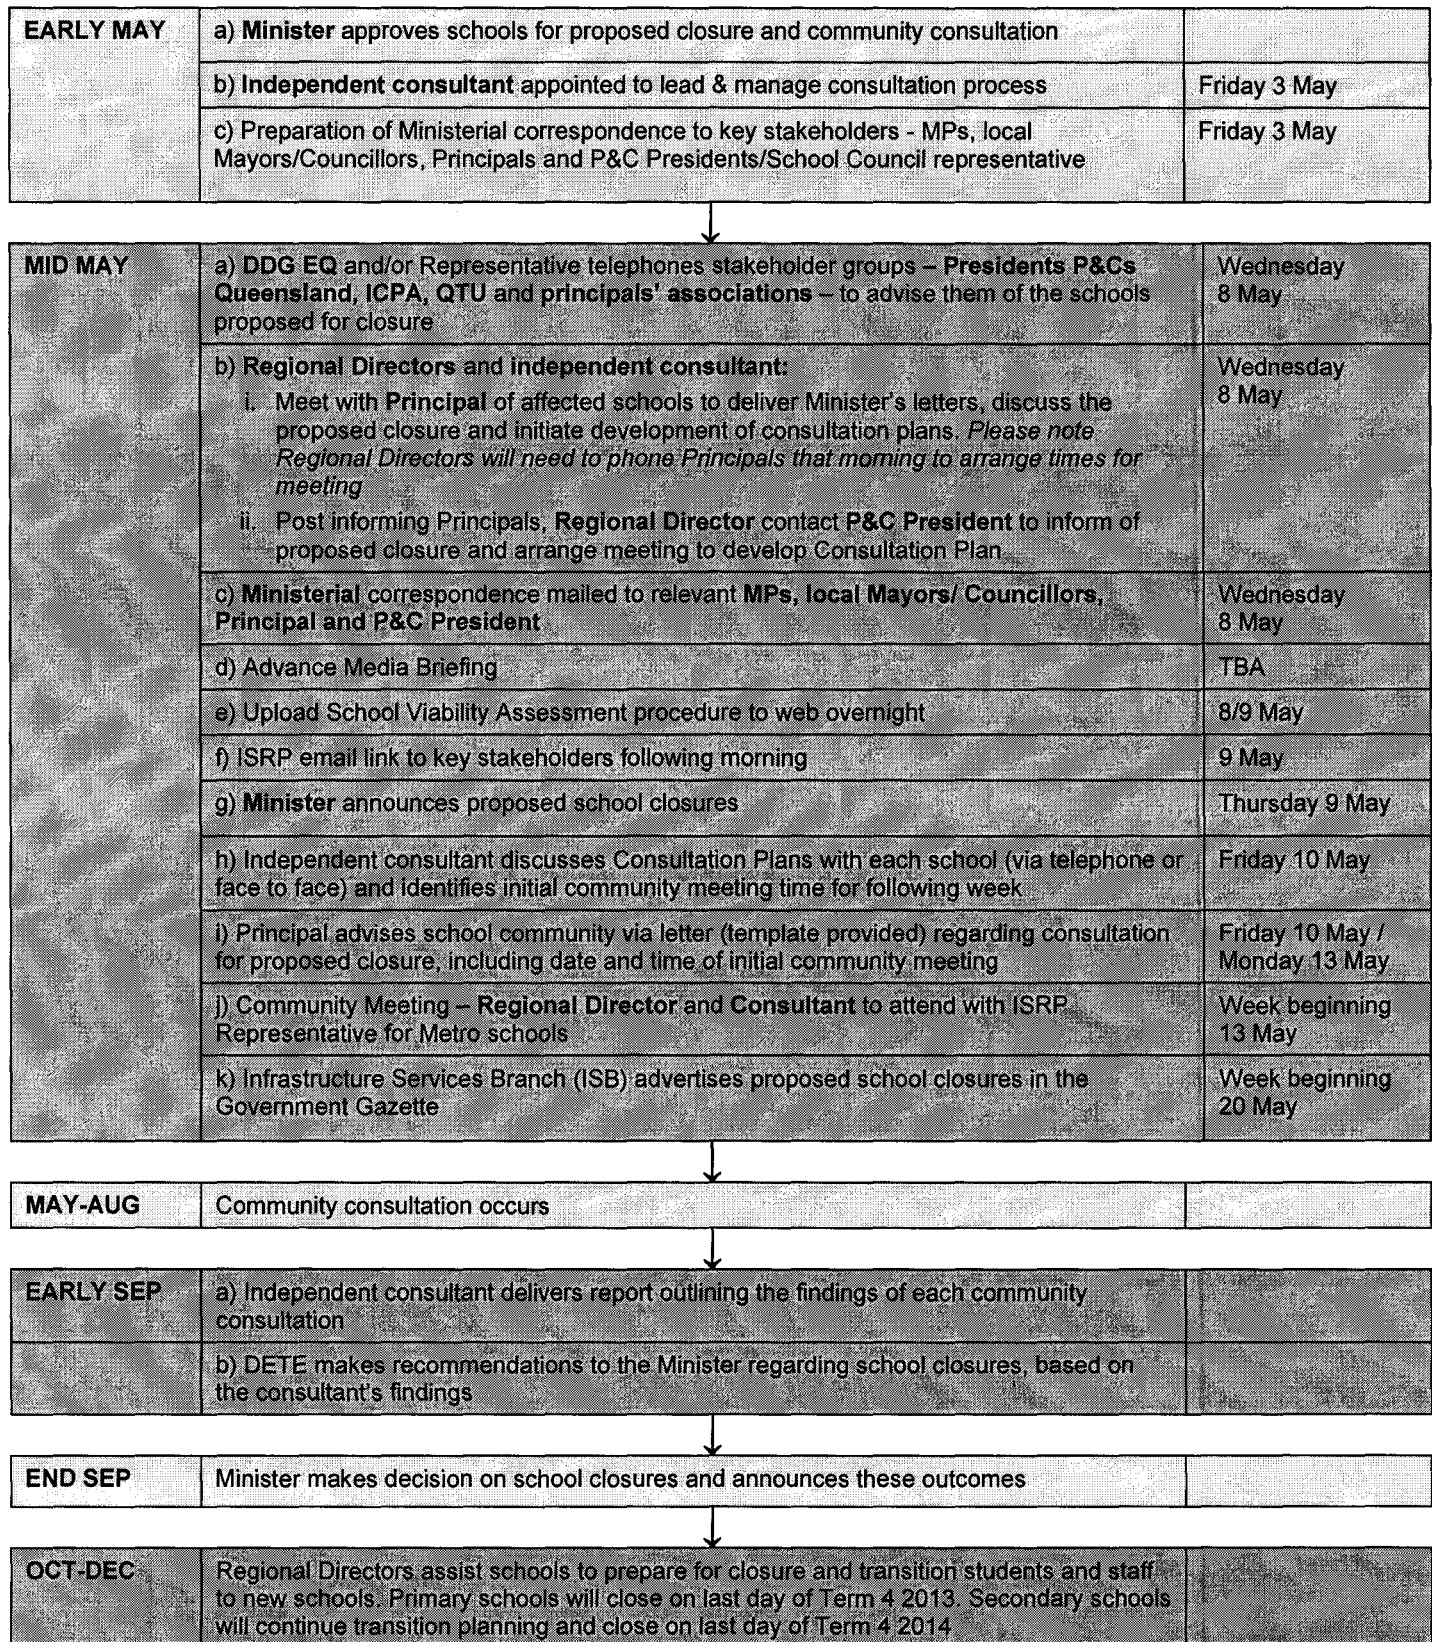 EARLY MAY
a) Minister approves schools for proposed closure and community consultation
b) Independent consultant appointed to lead & manage consultation process
Friday 3 May
c) Preparation of Ministerial correspondence to key stakeholders - MPs, local
Mayors/Councillors, Principals and P&C Presidents/School Council representative
Friday 3 May
MID MAY
a) DDG EQ and/or Representative telephones stakeholder groups – Presidents P&Cs
Queensland, ICPA, QTU and principals' associations – to advise them of the schools
proposed for closure
Wednesday
8 May
b) Regional Directors and independent consultant:
i. Meet with Principal of affected schools to deliver Minister's letters, discuss the
proposed closure and initiate development of consultation plans. Please note
Regional Directors will need to phone Principals that morning to arrange times for
meeting
ii. Post informing Principals, Regional Director contact P&C President to inform of
proposed closure and arrange meeting to develop Consultation Plan
Wednesday
8 May
c) Ministerial correspondence mailed to relevant MPs, local Mayors/ Councillors,
Principal and P&C President
Wednesday
8 May
d) Advance Media Briefing
TBA
e) Upload School Viability Assessment procedure to web overnight
8/9 May
f) ISRP email link to key stakeholders following morning
9 May
g) Minister announces proposed school closures
Thursday 9 May
h) Independent consultant discusses Consultation Plans with each school (via telephone or
face to face) and identifies initial community meeting time for following week
Friday 10 May
i) Principal advises school community via letter (template provided) regarding consultation
for proposed closure, including date and time of initial community meeting
Friday 10 May /
Monday 13 May
j) Community Meeting – Regional Director and Consultant to attend with ISRP
Representative for Metro schools
Week beginning
13 May
k) Infrastructure Services Branch (ISB) advertises proposed school closures in the
Government Gazette
Week beginning
20 May
MAY-AUG
Community consultation occurs
EARLY SEP
a) Independent consultant delivers report outlining the findings of each community
consultation
b) DETE makes recommendations to the Minister regarding school closures, based on
the consultant's findings
END SEP
Minister makes decision on school closures and announces these outcomes
OCT-DEC
Regional Directors assist schools to prepare for closure and transition students and staff
to new schools. Primary schools will close on last day of Term 4 2013. Secondary schools
will continue transition planning and close on last day of Term 4 2014